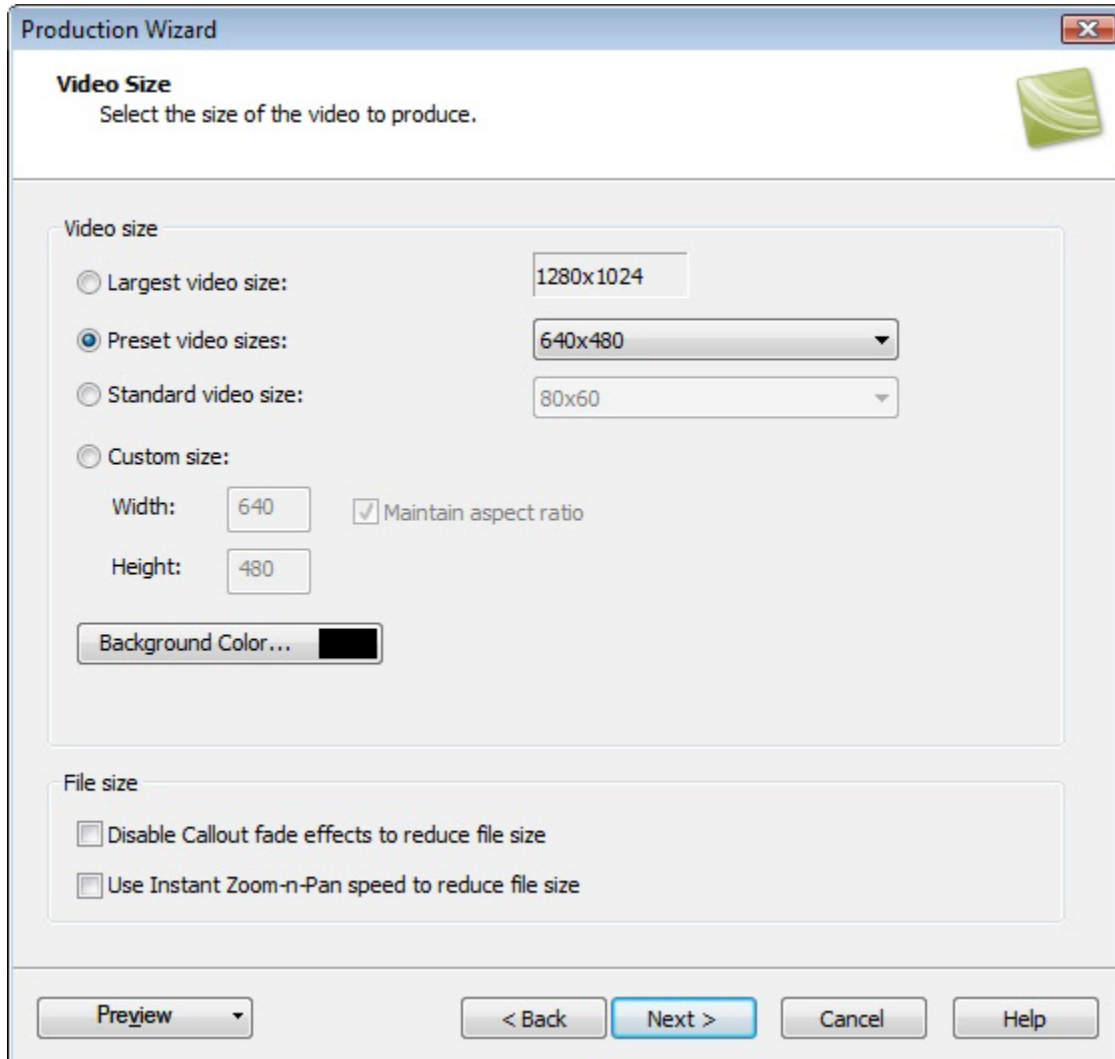 Production Wizard
Video Size
Select the size of the video to produce.
Video size
Largest video size: 1280x1024
Preset video sizes: 640x480
Standard video size: 80x60
Custom size:
Width: 640 Maintain aspect ratio
Height: 480
Background Color...
File size
Disable Callout fade effects to reduce file size
Use Instant Zoom-n-Pan speed to reduce file size
Preview < Back Next > Cancel Help